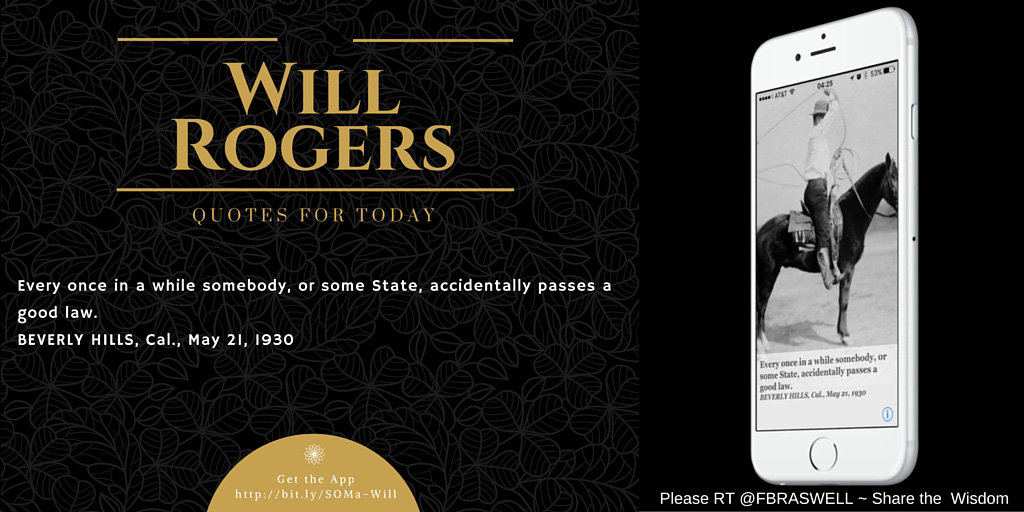 WILL
ROGERS
QUOTES FOR TODAY
Every once in a while somebody, or some State, accidentally passes a
good law.
BEVERLY HILLS, Cal., May 21, 1930
Get the App
http://bit.ly/SOMa-Will
AT&T 04:25 53%
Every once in a while somebody, or
some State, accidentally passes a
good law.
BEVERLY HILLS, Cal., May 21, 1930
Please RT @FBRASWELL ~ Share the Wisdom